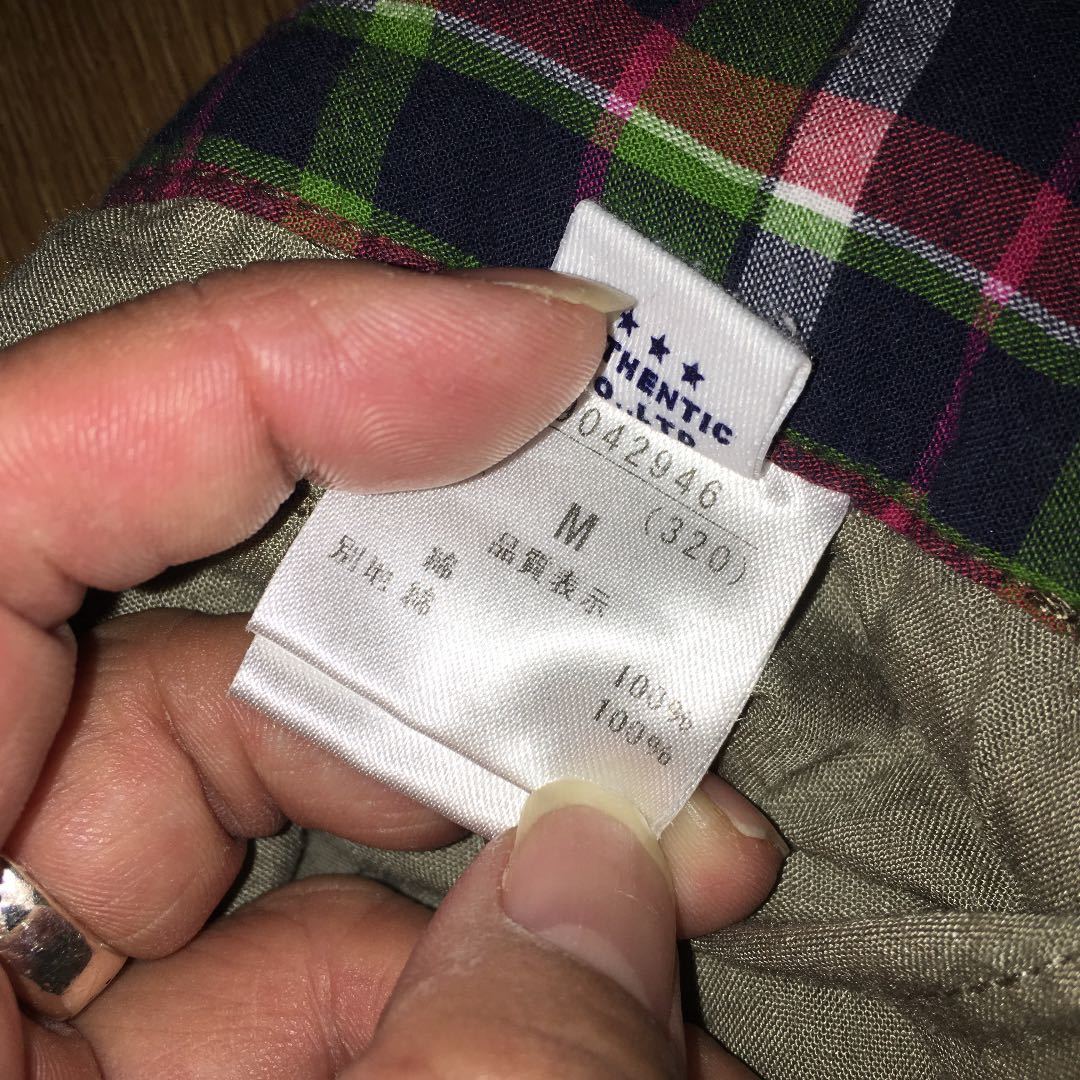 ★★★
THENTIC
O.,LTD
0042946
(320)
M
品質表示
綿 100%
別布 綿 100%